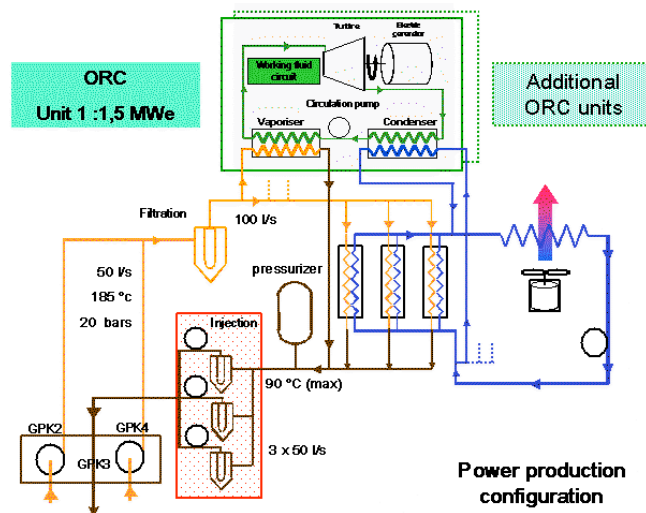 Turbine
Electric
generator
Working fluid
circuit
Circulation pump
Vaporiser
Condenser
ORC
Unit 1 :1,5 MWe
Additional
ORC units
Filtration
100 l/s
50 l/s
185 °c
20 bars
pressurizer
Injection
90 °C (max)
3 x 50 l/s
GPK2
GPK4
GPK3
Power production
configuration